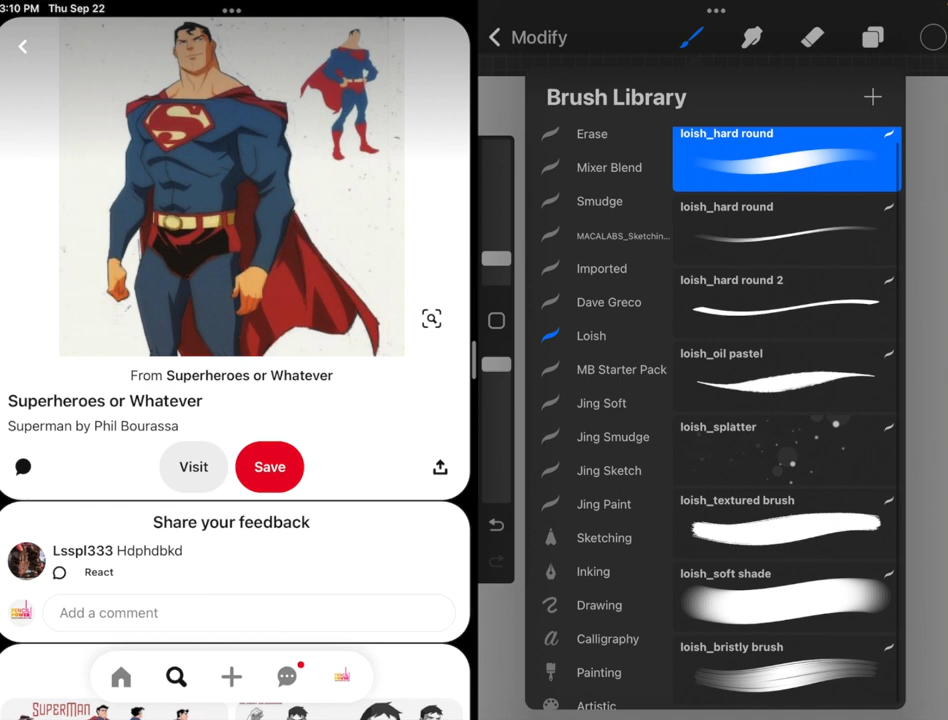 3:10 PM Thu Sep 22
From Superheroes or Whatever
Superheroes or Whatever
Superman by Phil Bourassa
Visit
Save
Share your feedback
Lsspl333 Hdphdbkd
React
PENCIL
POWER
Add a comment
SUPERMAN
Modify
Brush Library
Erase
Mixer Blend
Smudge
MACALABS_Sketchin...
Imported
Dave Greco
Loish
MB Starter Pack
Jing Soft
Jing Smudge
Jing Sketch
Jing Paint
Sketching
Inking
Drawing
Calligraphy
Painting
Artistic
loish_hard round
loish_hard round
loish_hard round 2
loish_oil pastel
loish_splatter
loish_textured brush
loish_soft shade
loish_bristly brush